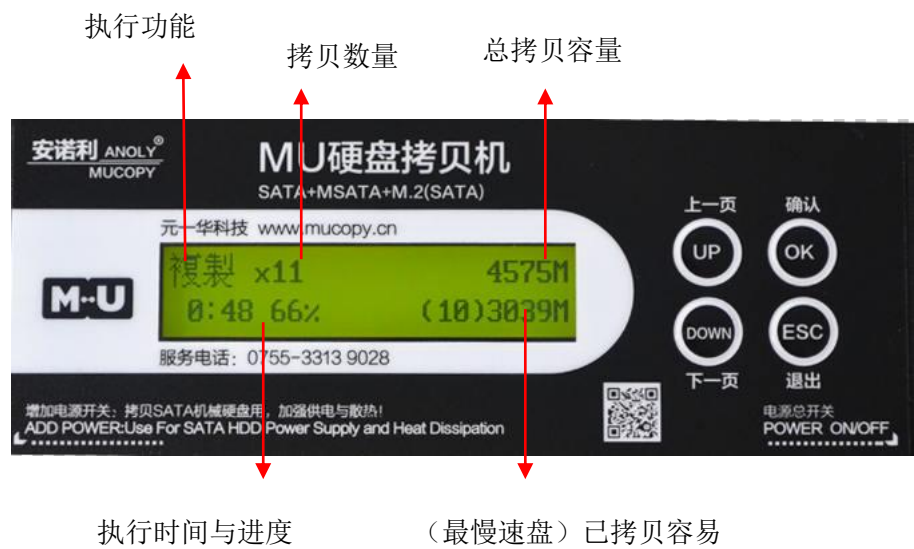 执行功能
拷贝数量
总拷贝容量
安诺利 ANOLY®
MUCOPY
MU硬盘拷贝机
SATA+MSATA+M.2(SATA)
元一华科技 www.mucopy.cn
複製 x11 4575M
0:48 66% (10)3039M
M··U
服务电话：0755-3313 9028
上一页 确认
UP OK
DOWN ESC
下一页 退出
增加电源开关：拷贝SATA机械硬盘用，加强供电与散热！
ADD POWER:Use For SATA HDD Power Supply and Heat Dissipation
电源总开关
POWER ON/OFF
执行时间与进度
（最慢速盘）已拷贝容易